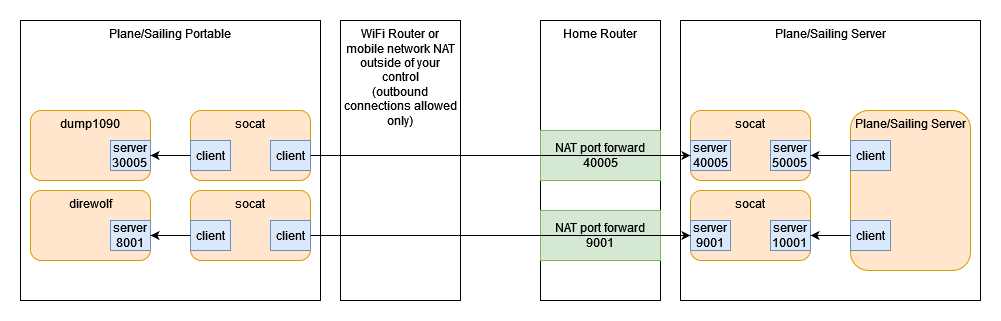 Plane/Sailing Portable
WiFi Router or
mobile network NAT
outside of your
control
(outbound
connections allowed
only)
Home Router
Plane/Sailing Server
dump1090
server
30005
socat
client
client
NAT port forward
40005
socat
server
40005
server
50005
Plane/Sailing Server
client
direwolf
server
8001
socat
client
client
NAT port forward
9001
socat
server
9001
server
10001
client